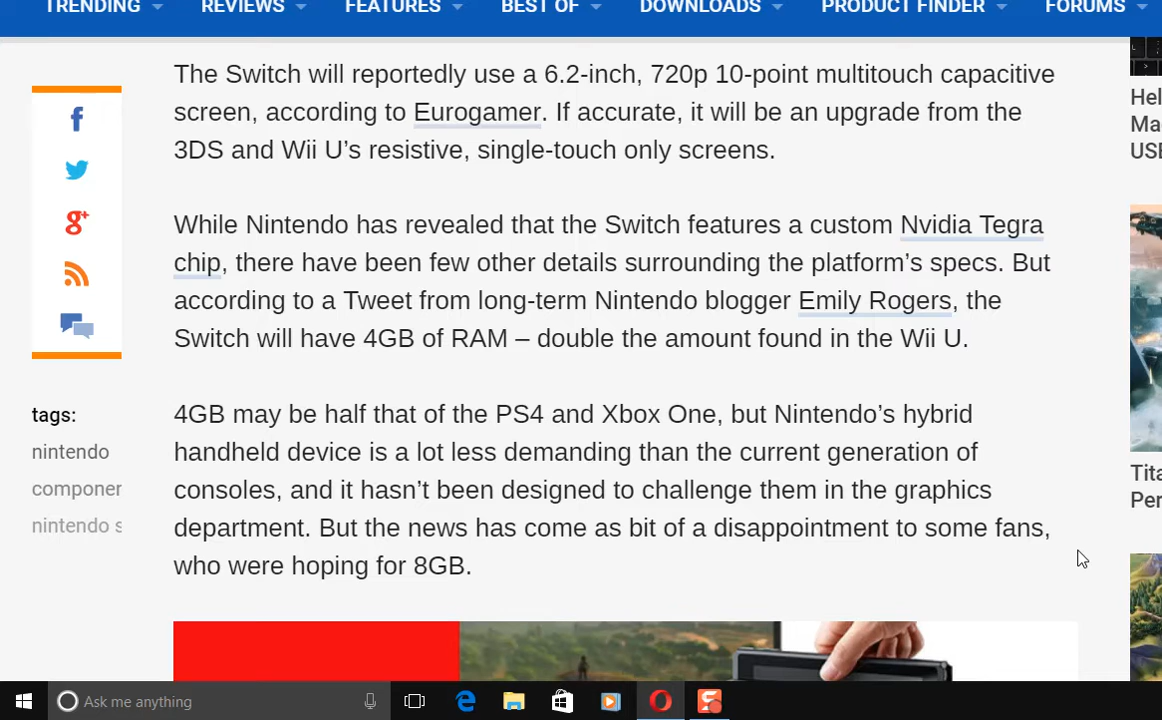 TRENDING REVIEWS FEATURES BEST OF DOWNLOADS PRODUCT FINDER FORUMS
The Switch will reportedly use a 6.2-inch, 720p 10-point multitouch capacitive
screen, according to Eurogamer. If accurate, it will be an upgrade from the
3DS and Wii U’s resistive, single-touch only screens.
While Nintendo has revealed that the Switch features a custom Nvidia Tegra
chip, there have been few other details surrounding the platform’s specs. But
according to a Tweet from long-term Nintendo blogger Emily Rogers, the
Switch will have 4GB of RAM – double the amount found in the Wii U.
4GB may be half that of the PS4 and Xbox One, but Nintendo’s hybrid
handheld device is a lot less demanding than the current generation of
consoles, and it hasn’t been designed to challenge them in the graphics
department. But the news has come as bit of a disappointment to some fans,
who were hoping for 8GB.
tags:
nintendo
componer
nintendo s
Hel
Ma
USE
Tita
Per
Ask me anything